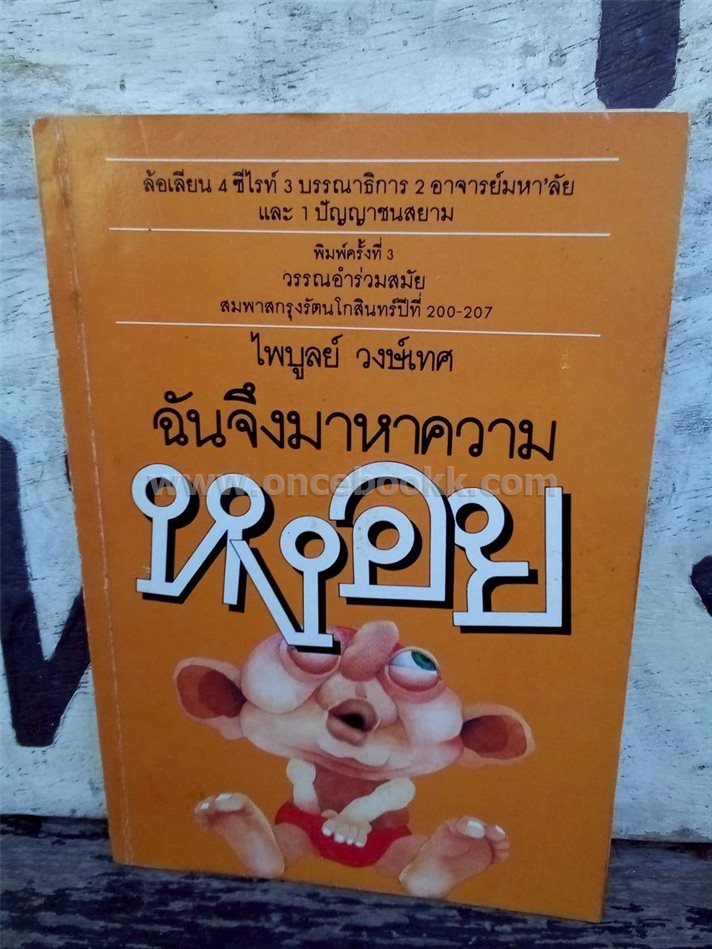 ล้อเลียน 4 ซีไรท์ 3 บรรณาธิการ 2 อาจารย์มหา'ลัย
และ 1 ปัญญาชนสยาม
พิมพ์ครั้งที่ 3
วรรณอำร่วมสมัย
สมพาสกรุงรัตนโกสินทร์ปีที่ 200-207
ไพบูลย์ วงษ์เทศ
ฉันจึงมาหาความ
www.oncebookk.com
หงอย